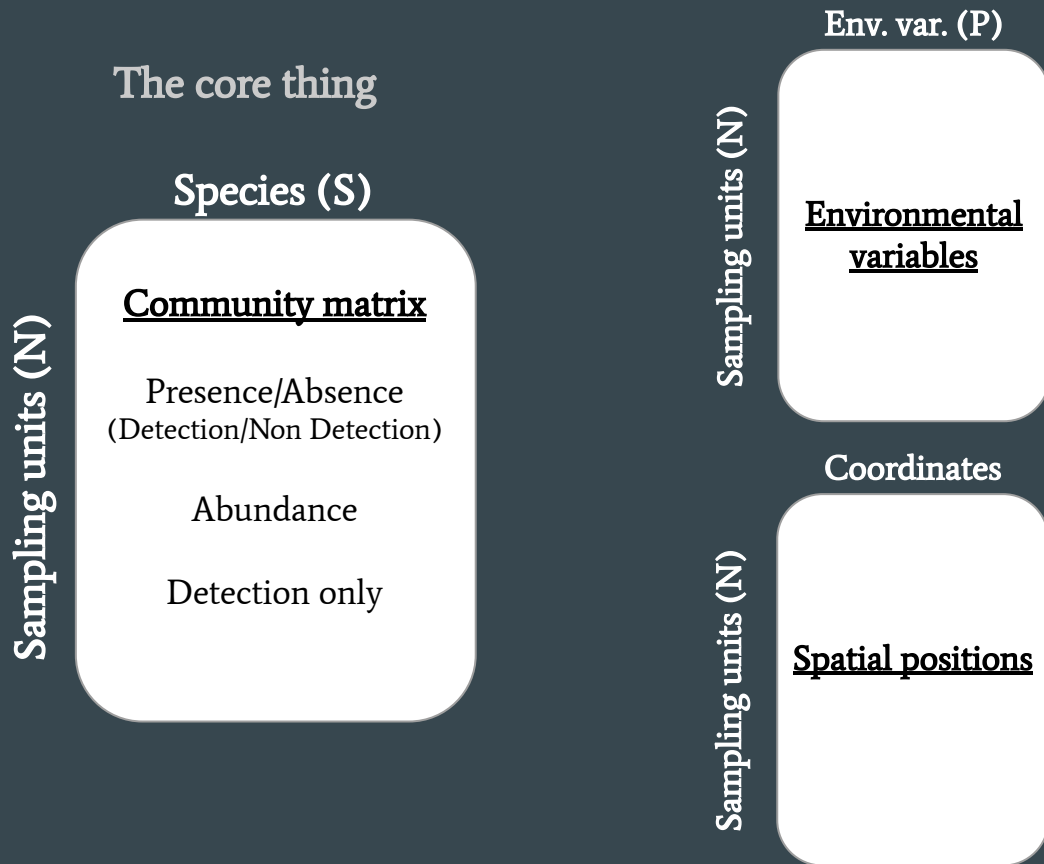 The core thing
Species (S)
Sampling units (N)
Community matrix
Presence/Absence
(Detection/Non Detection)
Abundance
Detection only
Env. var. (P)
Sampling units (N)
Environmental
variables
Coordinates
Sampling units (N)
Spatial positions